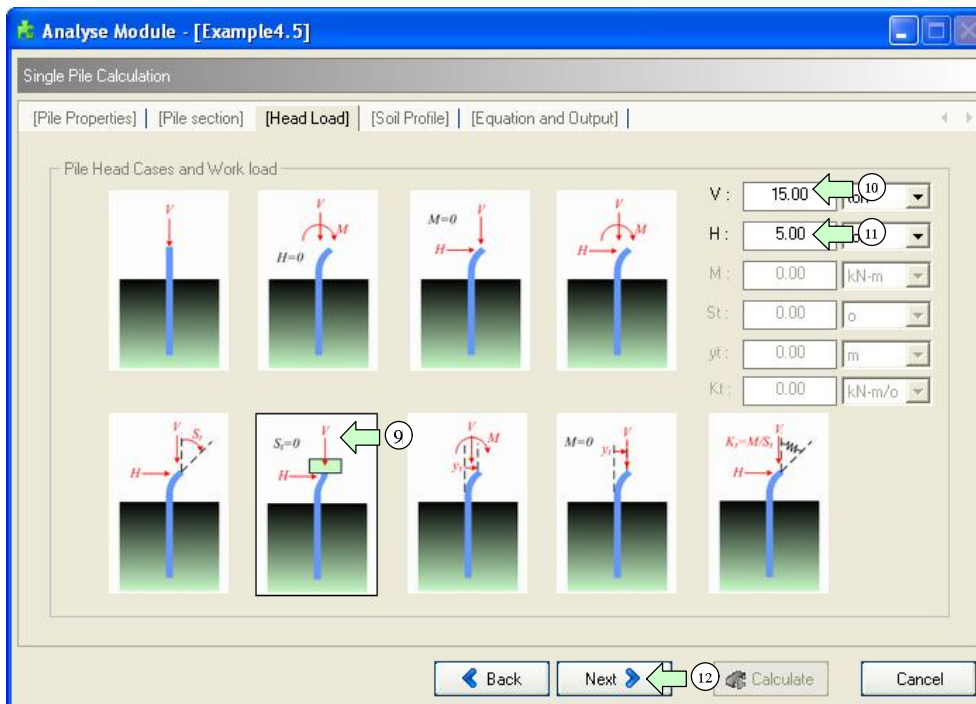 Analyse Module - [Example4.5]
Single Pile Calculation
[Pile Properties] [Pile section] [Head Load] [Soil Profile] [Equation and Output]
Pile Head Cases and Work load
V : 15.00 10
H : 5.00 11
M : 0.00 kN-m
St : 0.00 o
yt : 0.00 m
Kt : 0.00 kN-m/o
V
V M H=0
M=0 V H
V M H
V St H
St=0 V H 9
V M yt
M=0 V yt
Kt=M/St V H
Back Next 12 Calculate Cancel